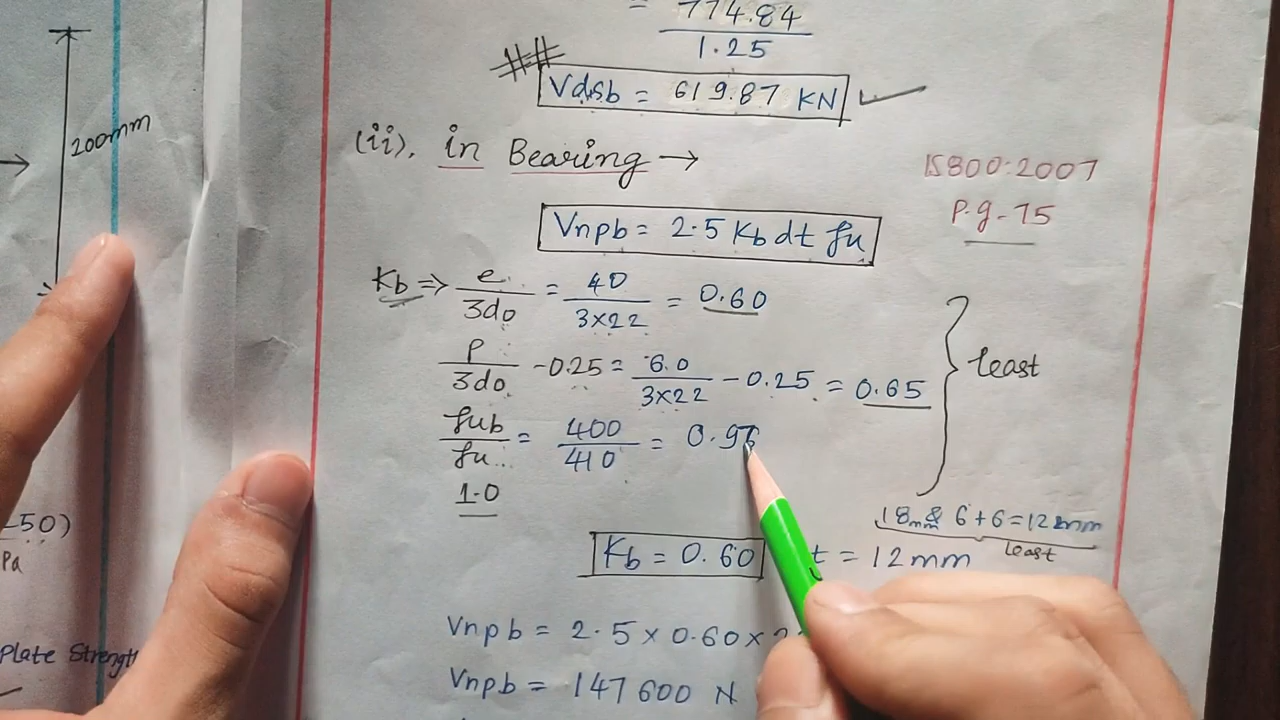 = 774.84
1.25
## Vdsb = 619.87 KN
200mm
(ii). in Bearing →
IS800:2007
P.g-75
Vnpb = 2.5 Kb dt fu
Kb ⇒ e/3do = 40/3×22 = 0.60
P/3do -0.25 = 60/3×22 - 0.25 = 0.65
least
fub/fu = 400/410 = 0.96
1.0
18mm & 6+6=12mm
least
Kb = 0.60
t = 12mm
Vnpb = 2.5 × 0.60 ×
Vnpb = 147600 N
-50)
Pa
Plate Strength